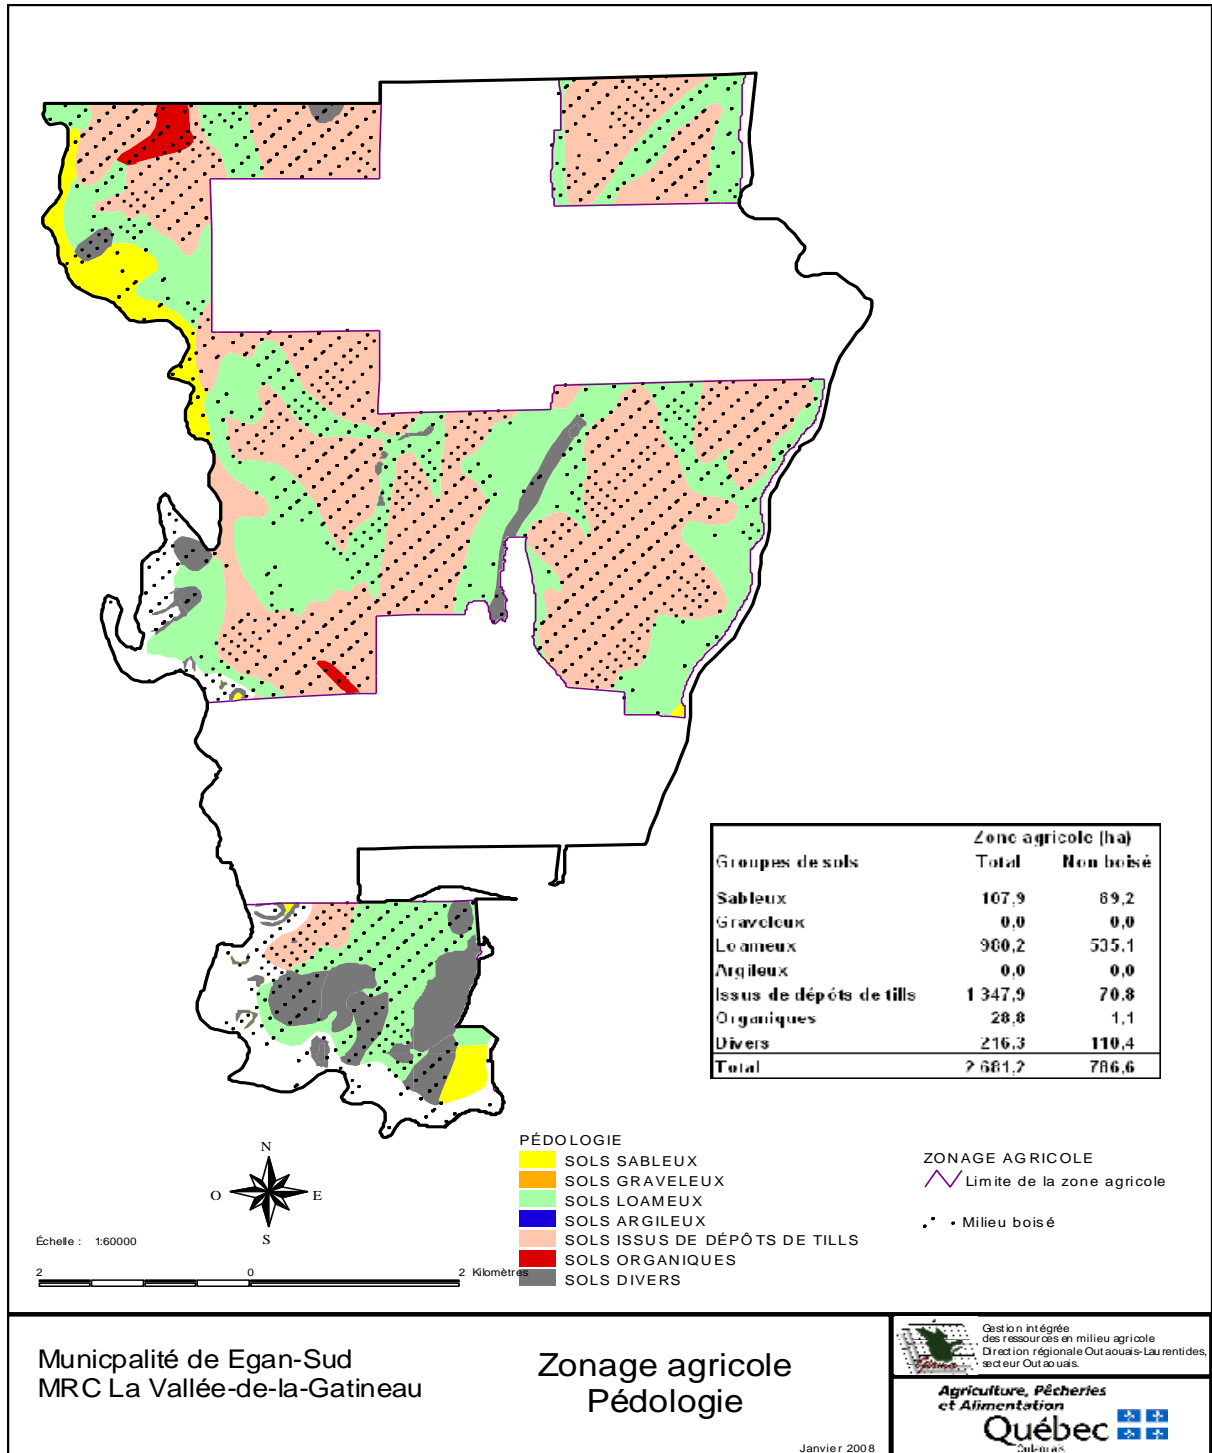 Groupes de sols Zone agricole (ha)
Total Non boisé
Sableux 107,9 69,2
Graveleux 0,0 0,0
Loameux 980,2 535,1
Argileux 0,0 0,0
Issus de dépôts de tills 1 347,9 70,8
Organiques 28,8 1,1
Divers 216,3 110,4
Total 2 681,2 786,6
N
O E
S
Échelle : 1:60000
2 0 2 Kilomètres
PÉDOLOGIE
SOLS SABLEUX
SOLS GRAVELEUX
SOLS LOAMEUX
SOLS ARGILEUX
SOLS ISSUS DE DÉPÔTS DE TILLS
SOLS ORGANIQUES
SOLS DIVERS
ZONAGE AGRICOLE
Limite de la zone agricole
Milieu boisé
Municpalité de Egan-Sud
MRC La Vallée-de-la-Gatineau
Zonage agricole
Pédologie
Janvier 2008
Gestion intégrée
des ressources en milieu agricole
Direction régionale Outaouais-Laurentides,
secteur Outaouais.
Agriculture, Pêcheries
et Alimentation
Québec
Outaouais